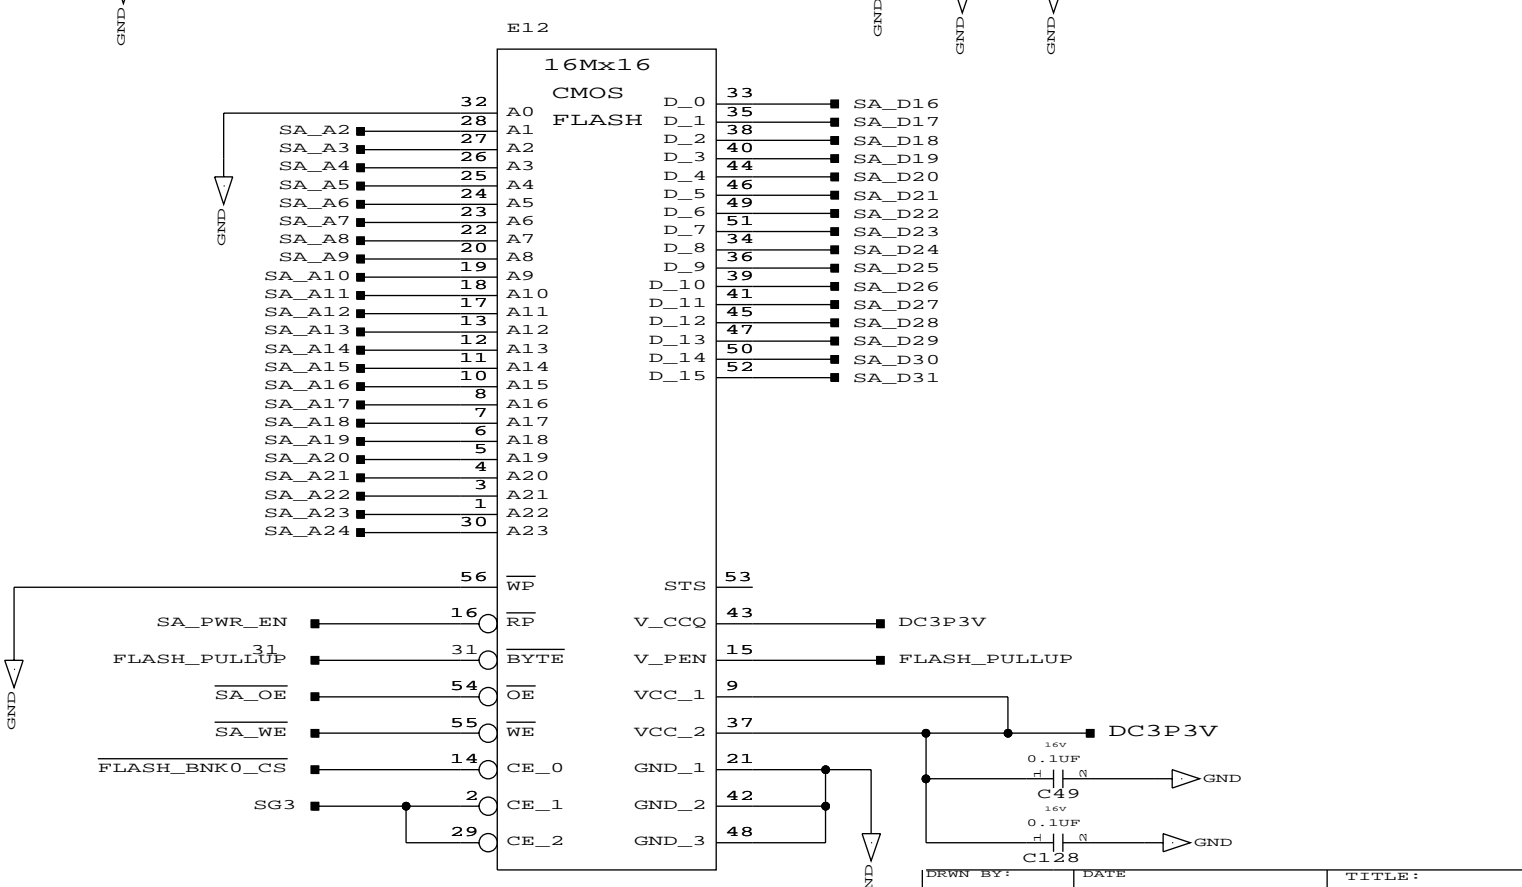 GND
GND
GND
GND
E12
16Mx16
CMOS
FLASH
32 A0
SA_A2 28 A1
SA_A3 27 A2
SA_A4 26 A3
SA_A5 25 A4
SA_A6 24 A5
SA_A7 23 A6
SA_A8 22 A7
SA_A9 20 A8
SA_A10 19 A9
SA_A11 18 A10
SA_A12 17 A11
SA_A13 13 A12
SA_A14 12 A13
SA_A15 11 A14
SA_A16 10 A15
SA_A17 8 A16
SA_A18 7 A17
SA_A19 6 A18
SA_A20 5 A19
SA_A21 4 A20
SA_A22 3 A21
SA_A23 1 A22
SA_A24 30 A23
GND
D_0 33 SA_D16
D_1 35 SA_D17
D_2 38 SA_D18
D_3 40 SA_D19
D_4 44 SA_D20
D_5 46 SA_D21
D_6 49 SA_D22
D_7 51 SA_D23
D_8 34 SA_D24
D_9 36 SA_D25
D_10 39 SA_D26
D_11 41 SA_D27
D_12 45 SA_D28
D_13 47 SA_D29
D_14 50 SA_D30
D_15 52 SA_D31
56 WP
GND
SA_PWR_EN 16 RP
31
FLASH_PULLUP 31 BYTE
SA_OE 54 OE
SA_WE 55 WE
FLASH_BNK0_CS 14 CE_0
SG3 2 CE_1
29 CE_2
STS 53
V_CCQ 43 DC3P3V
V_PEN 15 FLASH_PULLUP
VCC_1 9
VCC_2 37 DC3P3V
GND_1 21
GND_2 42
GND_3 48
16V
0.1UF
1 2 GND
C49
16V
0.1UF
1 2 GND
C128
DRWN BY: DATE TITLE: